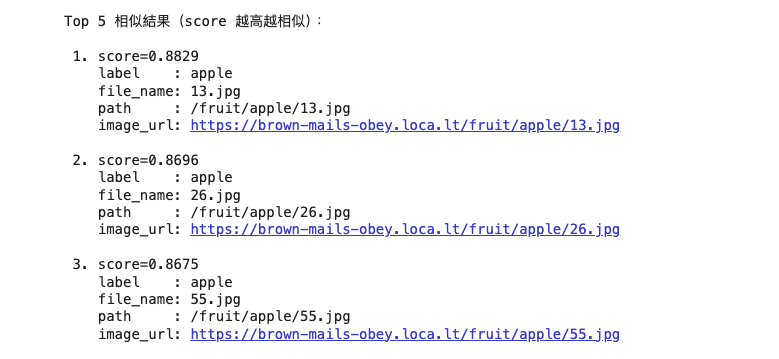 Top 5 相似結果（score 越高越相似）：
1. score=0.8829
label    : apple
file_name: 13.jpg
path     : /fruit/apple/13.jpg
image_url: https://brown-mails-obey.loca.lt/fruit/apple/13.jpg
2. score=0.8696
label    : apple
file_name: 26.jpg
path     : /fruit/apple/26.jpg
image_url: https://brown-mails-obey.loca.lt/fruit/apple/26.jpg
3. score=0.8675
label    : apple
file_name: 55.jpg
path     : /fruit/apple/55.jpg
image_url: https://brown-mails-obey.loca.lt/fruit/apple/55.jpg